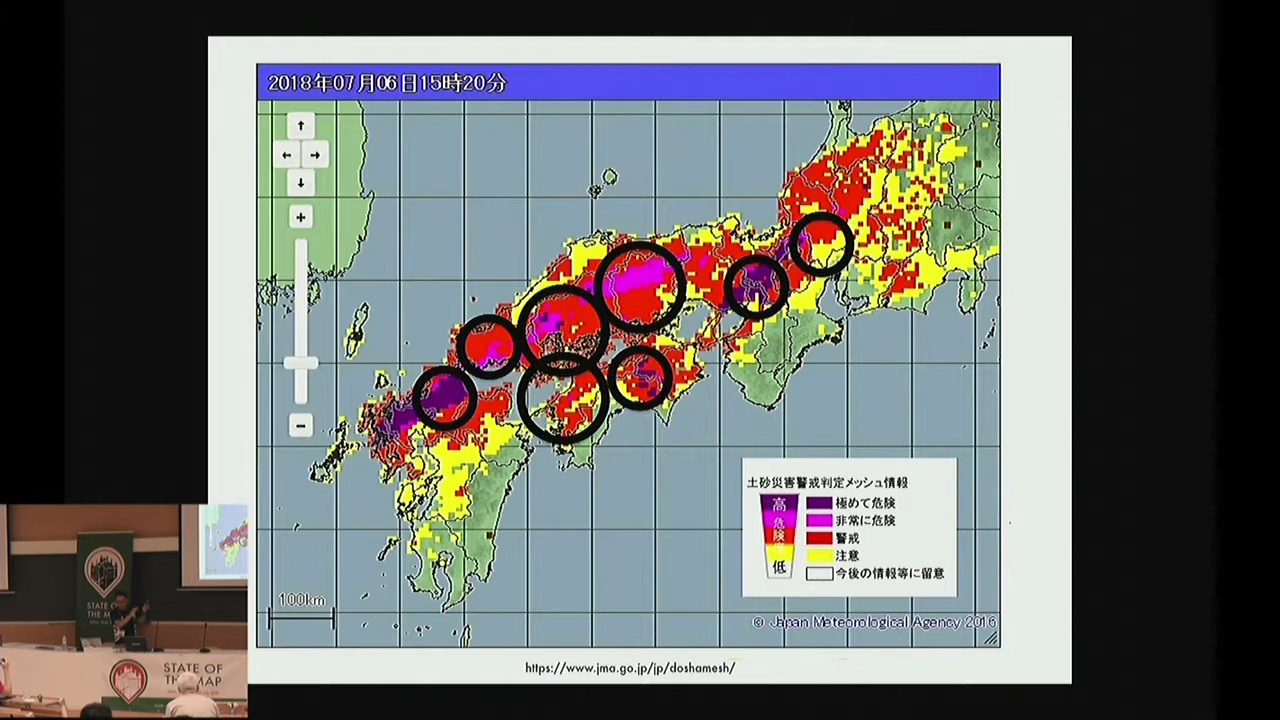 2018年07月06日15時20分
土砂災害警戒判定メッシュ情報
高
危
険
度
低
極めて危険
非常に危険
警戒
注意
今後の情報等に留意
100km
© Japan Meteorological Agency 2016
https://www.jma.go.jp/jp/doshamesh/
STATE OF
THE MAP
STATE OF
THE MAP